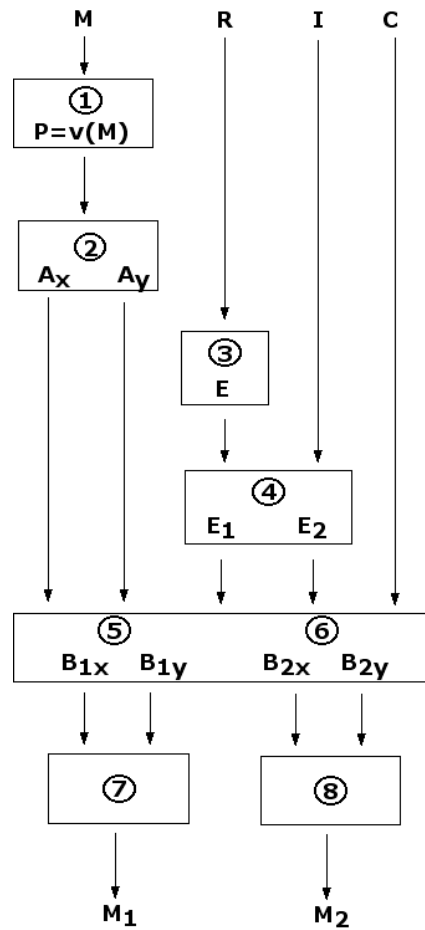 M R I C
①
P=v(M)
②
Ax Ay
③
E
④
E1 E2
⑤ ⑥
B1x B1y B2x B2y
⑦ ⑧
M1 M2